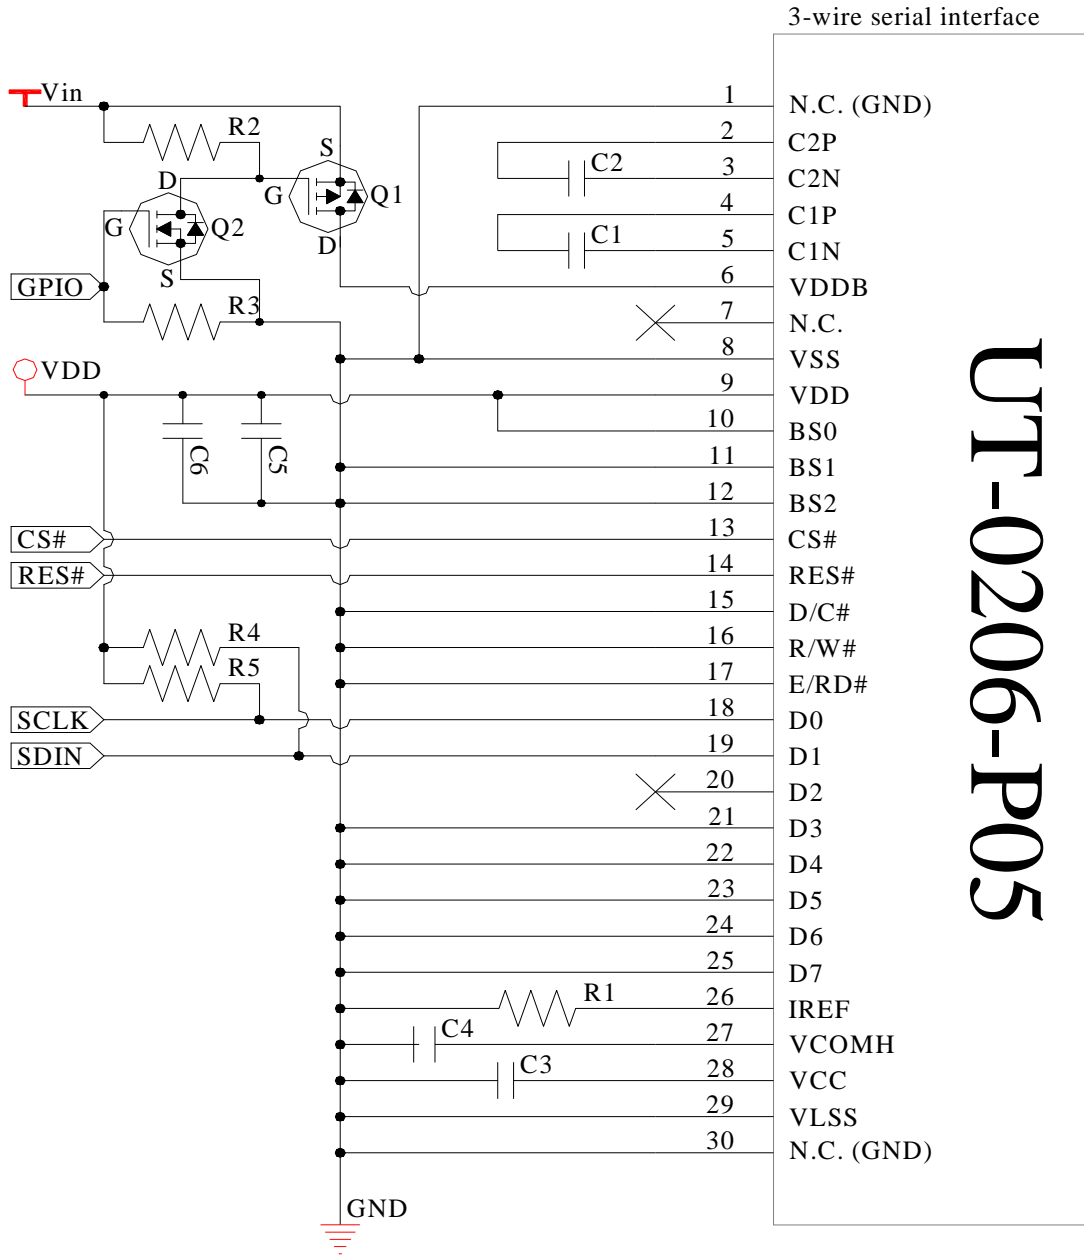 3-wire serial interface
Vin
R2
S
D
G
Q1
G
Q2
D
S
GPIO
R3
VDD
C6
C5
CS#
RES#
R4
R5
SCLK
SDIN
C2
C1
R1
C4
C3
GND
1 N.C. (GND)
2 C2P
3 C2N
4 C1P
5 C1N
6 VDDB
7 N.C.
8 VSS
9 VDD
10 BS0
11 BS1
12 BS2
13 CS#
14 RES#
15 D/C#
16 R/W#
17 E/RD#
18 D0
19 D1
20 D2
21 D3
22 D4
23 D5
24 D6
25 D7
26 IREF
27 VCOMH
28 VCC
29 VLSS
30 N.C. (GND)
UT-0206-P05